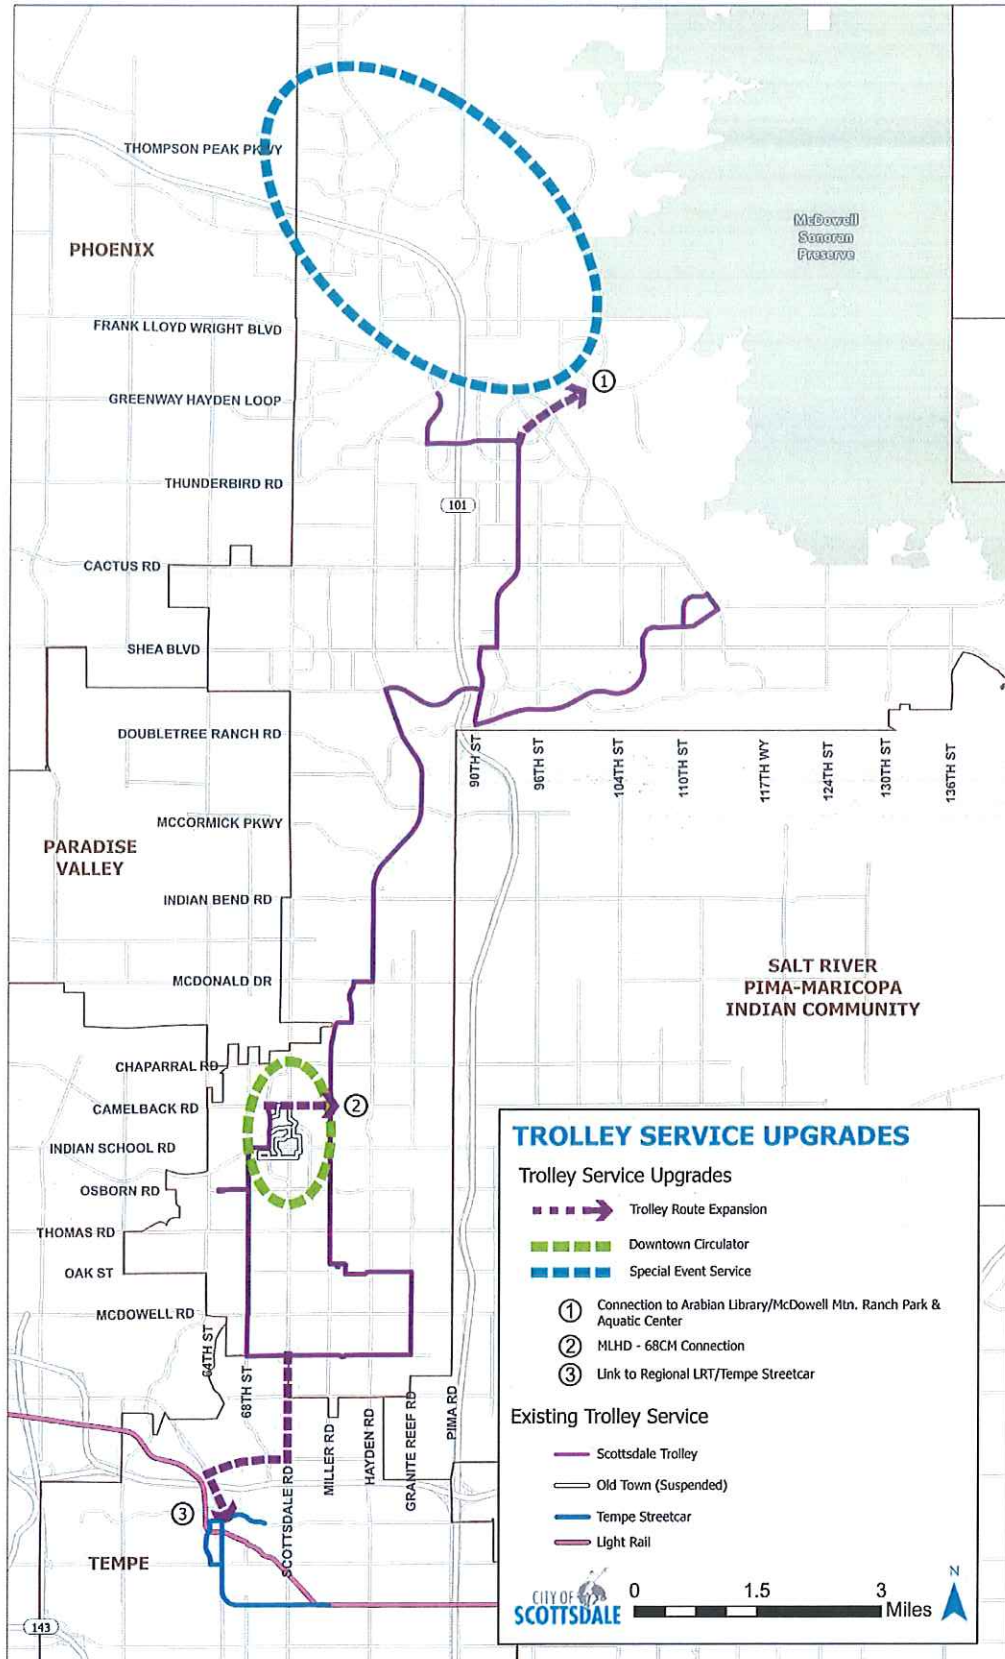 THOMPSON PEAK PKWY
McDowell
Sonoran
Preserve
PHOENIX
FRANK LLOYD WRIGHT BLVD
1
GREENWAY HAYDEN LOOP
THUNDERBIRD RD
101
CACTUS RD
SHEA BLVD
DOUBLETREE RANCH RD
90TH ST
96TH ST
104TH ST
110TH ST
117TH WY
124TH ST
130TH ST
136TH ST
MCCORMICK PKWY
PARADISE
VALLEY
INDIAN BEND RD
MCDONALD DR
SALT RIVER
PIMA-MARICOPA
INDIAN COMMUNITY
CHAPARRAL RD
CAMELBACK RD
2
INDIAN SCHOOL RD
OSBORN RD
THOMAS RD
OAK ST
MCDOWELL RD
64TH ST
68TH ST
SCOTTSDALE RD
MILLER RD
HAYDEN RD
GRANITE REEF RD
PIMA RD
3
TEMPE
143
TROLLEY SERVICE UPGRADES
Trolley Service Upgrades
Trolley Route Expansion
Downtown Circulator
Special Event Service
1 Connection to Arabian Library/McDowell Mtn. Ranch Park &
Aquatic Center
2 MLHD - 68CM Connection
3 Link to Regional LRT/Tempe Streetcar
Existing Trolley Service
Scottsdale Trolley
Old Town (Suspended)
Tempe Streetcar
Light Rail
CITY OF
SCOTTSDALE
0 1.5 3
Miles
N